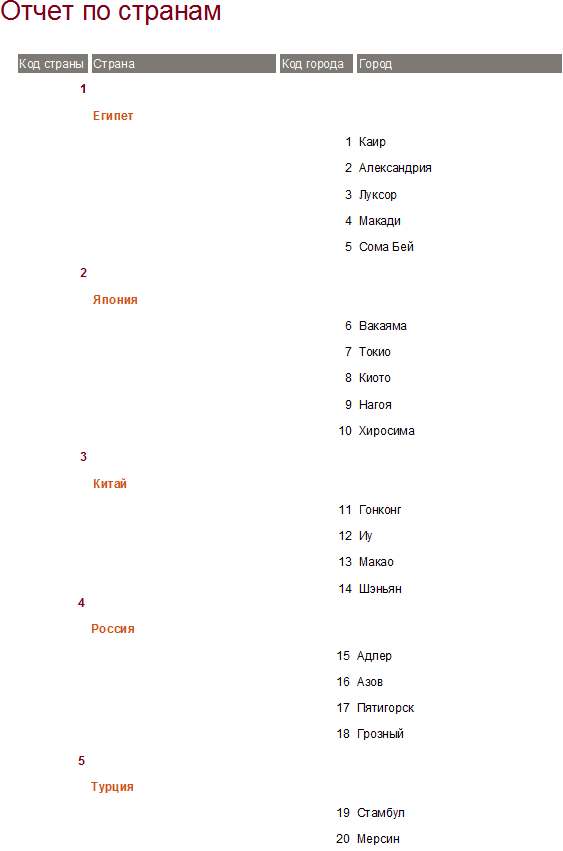 Отчет по странам
Код страны Страна Код города Город
1
Египет
1 Каир
2 Александрия
3 Луксор
4 Макади
5 Сома Бей
2
Япония
6 Вакаяма
7 Токио
8 Киото
9 Нагоя
10 Хиросима
3
Китай
11 Гонконг
12 Иу
13 Макао
14 Шэньян
4
Россия
15 Адлер
16 Азов
17 Пятигорск
18 Грозный
5
Турция
19 Стамбул
20 Мерсин